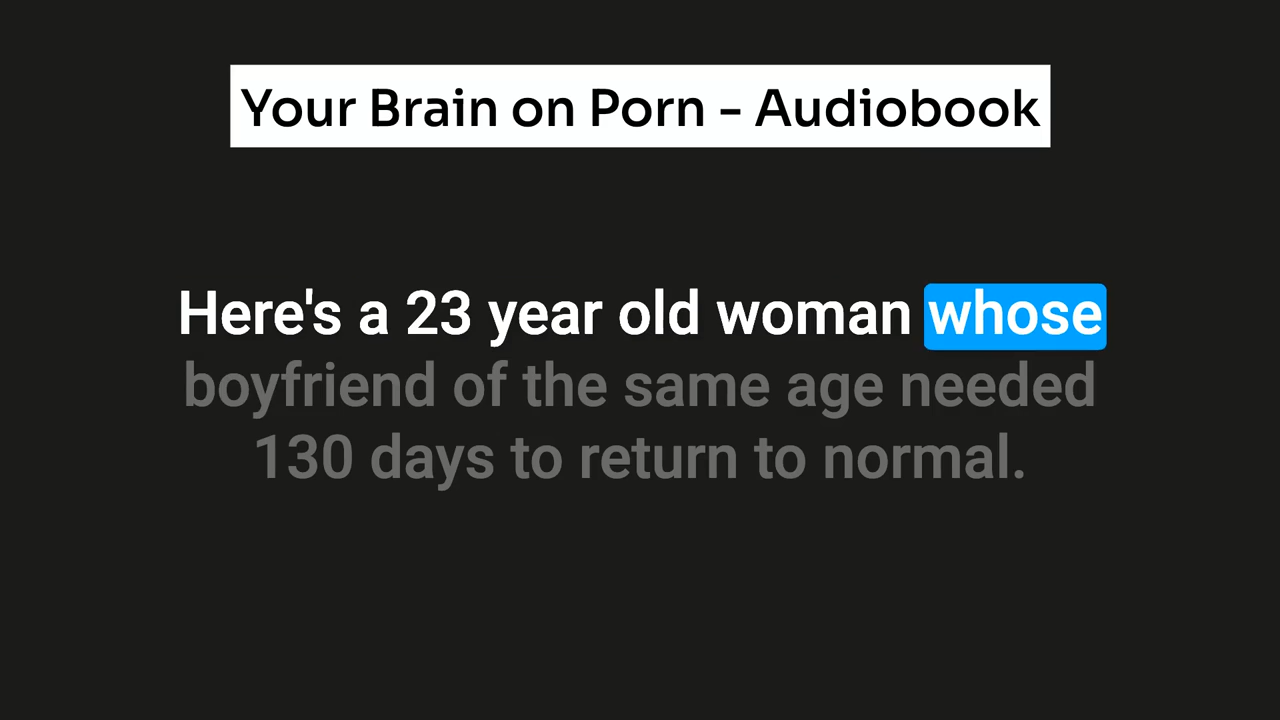 Your Brain on Porn - Audiobook
Here's a 23 year old woman whose
boyfriend of the same age needed
130 days to return to normal.